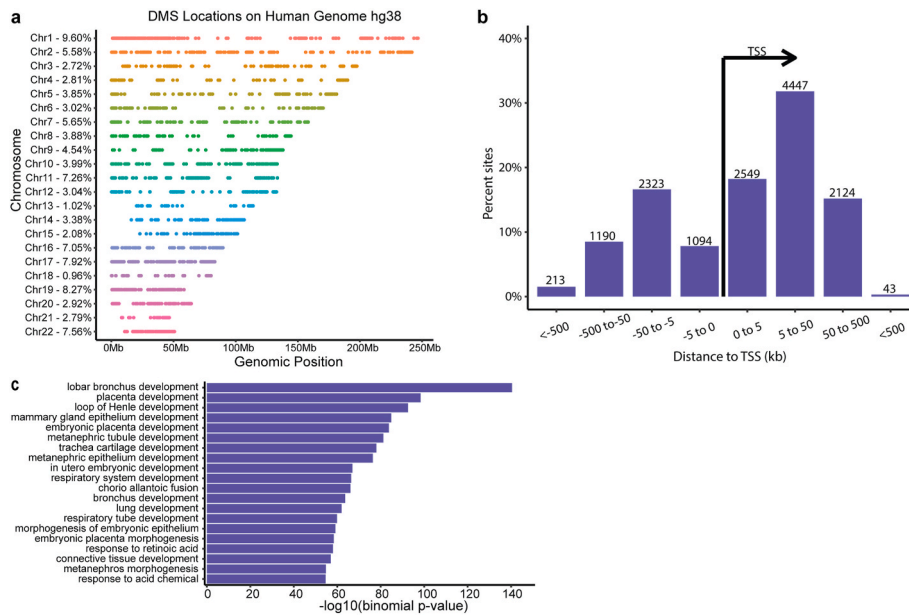 a
DMS Locations on Human Genome hg38
Chromosome
Chr1 - 9.60%
Chr2 - 5.58%
Chr3 - 2.72%
Chr4 - 2.81%
Chr5 - 3.85%
Chr6 - 3.02%
Chr7 - 5.65%
Chr8 - 3.88%
Chr9 - 4.54%
Chr10 - 3.99%
Chr11 - 7.26%
Chr12 - 3.04%
Chr13 - 1.02%
Chr14 - 3.38%
Chr15 - 2.08%
Chr16 - 7.05%
Chr17 - 7.92%
Chr18 - 0.96%
Chr19 - 8.27%
Chr20 - 2.92%
Chr21 - 2.79%
Chr22 - 7.56%
0Mb 50Mb 100Mb 150Mb 200Mb 250Mb
Genomic Position
b
Percent sites
40%
30%
20%
10%
0%
TSS
213 1190 2323 1094 2549 4447 2124 43
<-500 -500 to-50 -50 to -5 -5 to 0 0 to 5 5 to 50 50 to 500 <500
Distance to TSS (kb)
c
lobar bronchus development
placenta development
loop of Henle development
mammary gland epithelium development
embryonic placenta development
metanephric tubule development
trachea cartilage development
metanephric epithelium development
in utero embryonic development
respiratory system development
chorio allantoic fusion
bronchus development
lung development
respiratory tube development
morphogenesis of embryonic epithelium
embryonic placenta morphogenesis
response to retinoic acid
connective tissue development
metanephros morphogenesis
response to acid chemical
0 20 40 60 80 100 120 140
-log10(binomial p-value)